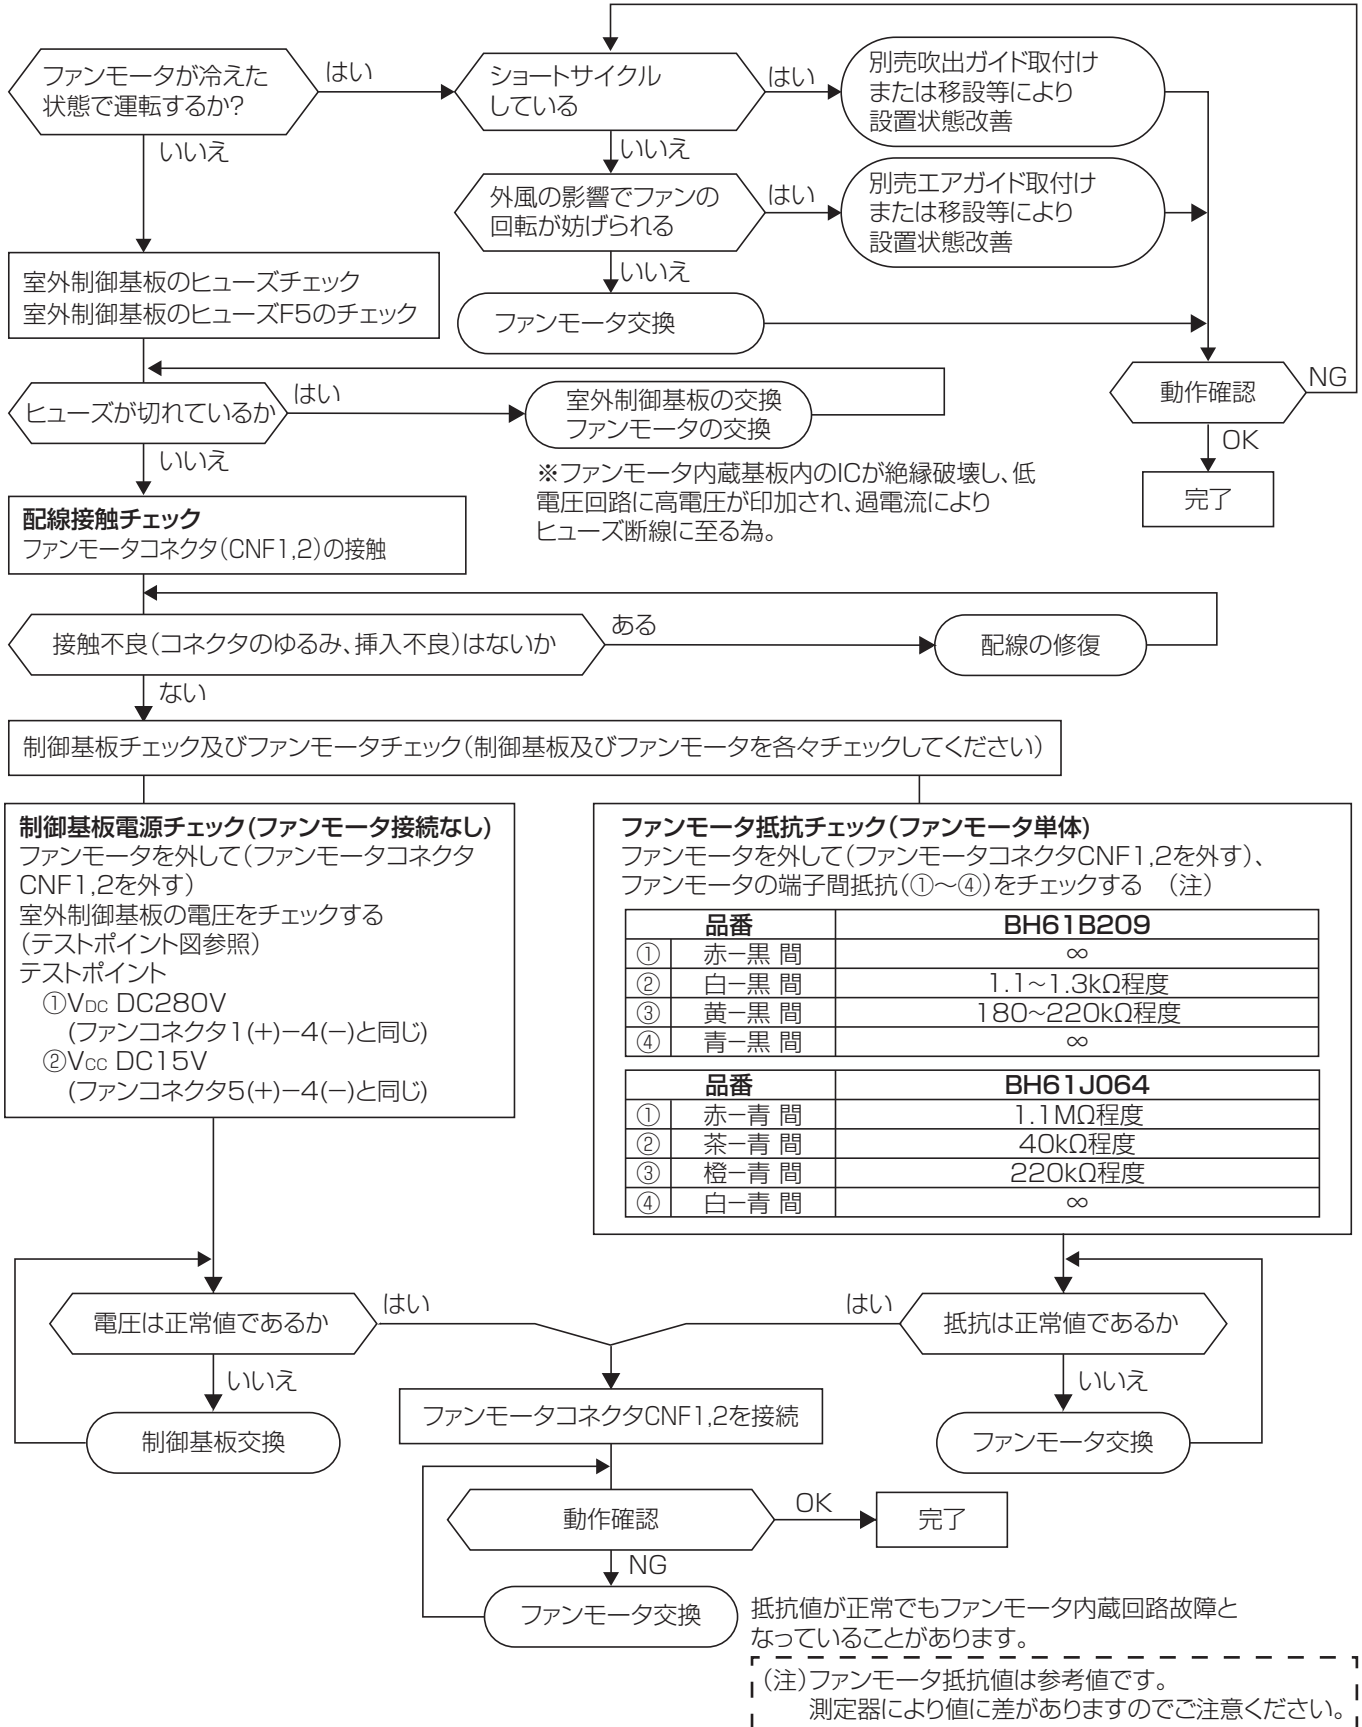 ファンモータが冷えた
状態で運転するか?
はい
いいえ
ショートサイクル
している
はい
いいえ
別売吹出ガイド取付け
または移設等により
設置状態改善
外風の影響でファンの
回転が妨げられる
はい
いいえ
別売エアガイド取付け
または移設等により
設置状態改善
ファンモータ交換
動作確認
NG
OK
完了
室外制御基板のヒューズチェック
室外制御基板のヒューズF5のチェック
ヒューズが切れているか
はい
いいえ
室外制御基板の交換
ファンモータの交換
※ファンモータ内蔵基板内のICが絶縁破壊し、低
電圧回路に高電圧が印加され、過電流により
ヒューズ断線に至る為。
配線接触チェック
ファンモータコネクタ(CNF1,2)の接触
接触不良(コネクタのゆるみ、挿入不良)はないか
ある
ない
配線の修復
制御基板チェック及びファンモータチェック(制御基板及びファンモータを各々チェックしてください)
制御基板電源チェック(ファンモータ接続なし)
ファンモータを外して(ファンモータコネクタ
CNF1,2を外す)
室外制御基板の電圧をチェックする
(テストポイント図参照)
テストポイント
①VDC DC280V
(ファンコネクタ1(+)−4(−)と同じ)
②VCC DC15V
(ファンコネクタ5(+)−4(−)と同じ)
ファンモータ抵抗チェック(ファンモータ単体)
ファンモータを外して(ファンモータコネクタCNF1,2を外す)、
ファンモータの端子間抵抗(①〜④)をチェックする (注)
品番 BH61B209
① 赤−黒 間 ∞
② 白−黒 間 1.1〜1.3kΩ程度
③ 黄−黒 間 180〜220kΩ程度
④ 青−黒 間 ∞
品番 BH61J064
① 赤−青 間 1.1MΩ程度
② 茶−青 間 40kΩ程度
③ 橙−青 間 220kΩ程度
④ 白−青 間 ∞
電圧は正常値であるか
はい
いいえ
制御基板交換
抵抗は正常値であるか
はい
いいえ
ファンモータ交換
ファンモータコネクタCNF1,2を接続
動作確認
OK
完了
NG
ファンモータ交換
抵抗値が正常でもファンモータ内蔵回路故障と
なっていることがあります。
(注)ファンモータ抵抗値は参考値です。
測定器により値に差がありますのでご注意ください。